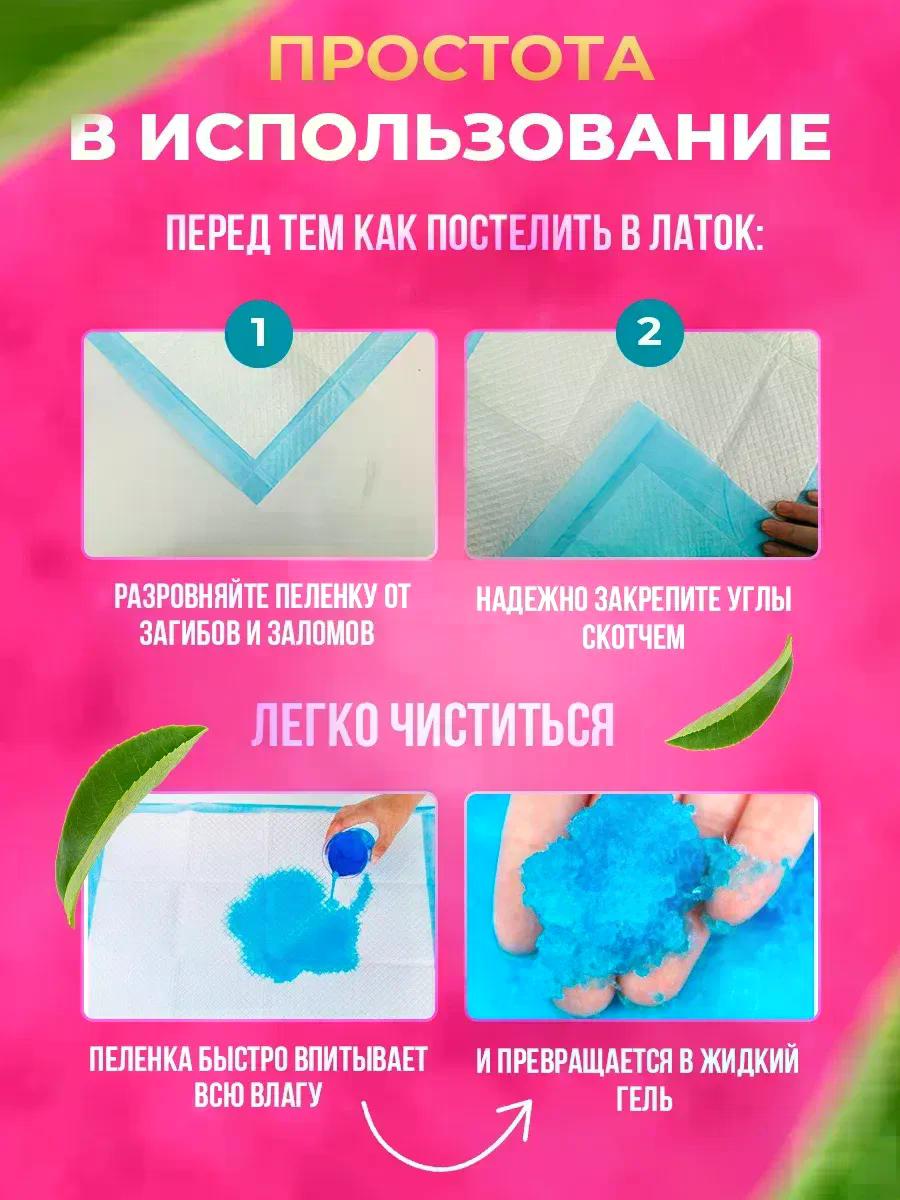 ПРОСТОТА
В ИСПОЛЬЗОВАНИЕ
ПЕРЕД ТЕМ КАК ПОСТЕЛИТЬ В ЛАТОК:
1
2
РАЗРОВНЯЙТЕ ПЕЛЕНКУ ОТ
ЗАГИБОВ И ЗАЛОМОВ
НАДЕЖНО ЗАКРЕПИТЕ УГЛЫ
СКОТЧЕМ
ЛЕГКО ЧИСТИТЬСЯ
ПЕЛЕНКА БЫСТРО ВПИТЫВАЕТ
ВСЮ ВЛАГУ
И ПРЕВРАЩАЕТСЯ В ЖИДКИЙ
ГЕЛЬ